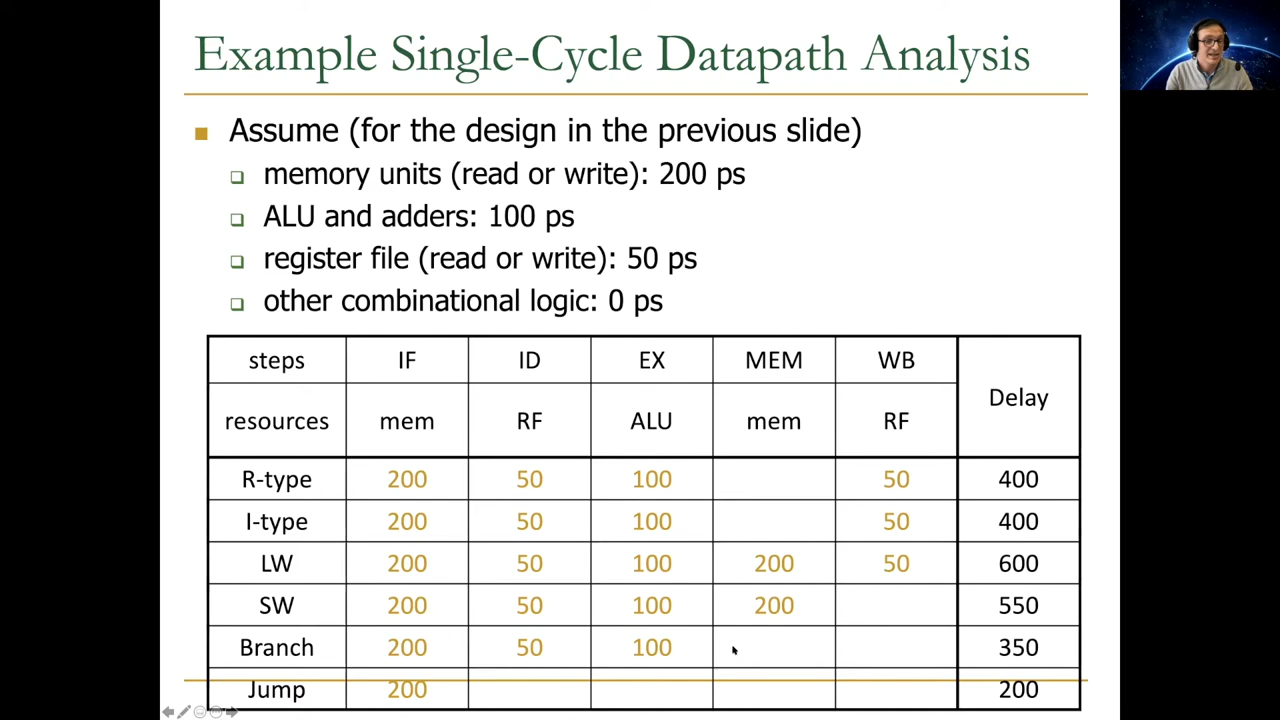 Example Single-Cycle Datapath Analysis
Assume (for the design in the previous slide)
memory units (read or write): 200 ps
ALU and adders: 100 ps
register file (read or write): 50 ps
other combinational logic: 0 ps
steps IF ID EX MEM WB Delay
resources mem RF ALU mem RF
R-type 200 50 100 50 400
I-type 200 50 100 50 400
LW 200 50 100 200 50 600
SW 200 50 100 200 550
Branch 200 50 100 350
Jump 200 200